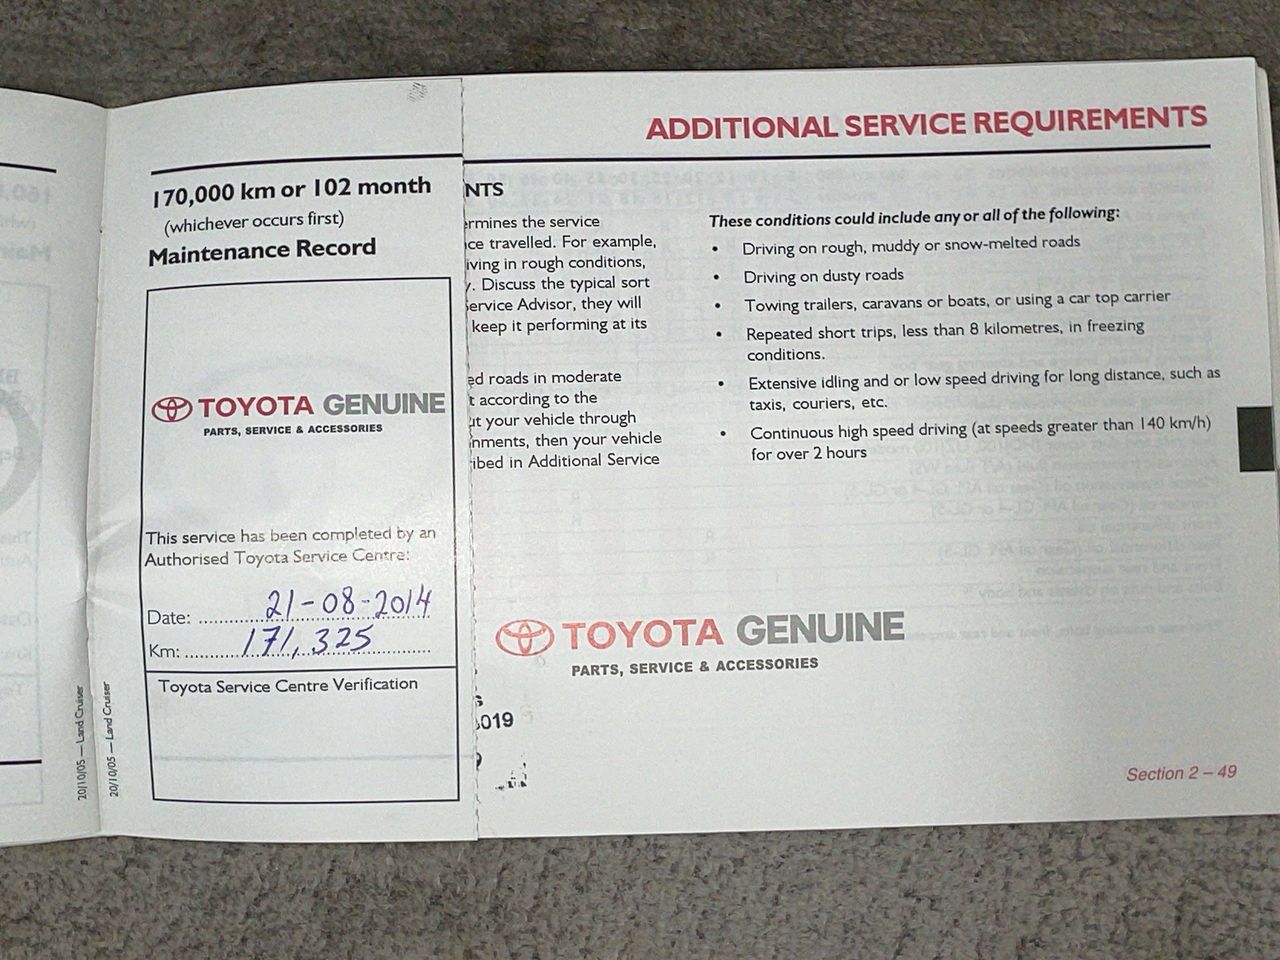 170,000 km or 102 month
(whichever occurs first)
Maintenance Record
TOYOTA GENUINE
PARTS, SERVICE & ACCESSORIES
This service has been completed by an
Authorised Toyota Service Centre:
Date: 21-08-2014
Km: 171,325
Toyota Service Centre Verification
20/10/05 — Land Cruiser
20/10/05 — Land Cruiser
ADDITIONAL SERVICE REQUIREMENTS
NTS
rmines the service
ce travelled. For example,
iving in rough conditions,
. Discuss the typical sort
ervice Advisor, they will
keep it performing at its
ed roads in moderate
t according to the
ut your vehicle through
nments, then your vehicle
ibed in Additional Service
These conditions could include any or all of the following:
• Driving on rough, muddy or snow-melted roads
• Driving on dusty roads
• Towing trailers, caravans or boats, or using a car top carrier
• Repeated short trips, less than 8 kilometres, in freezing
conditions.
• Extensive idling and or low speed driving for long distance, such as
taxis, couriers, etc.
• Continuous high speed driving (at speeds greater than 140 km/h)
for over 2 hours
TOYOTA GENUINE
PARTS, SERVICE & ACCESSORIES
s
019
Section 2 – 49